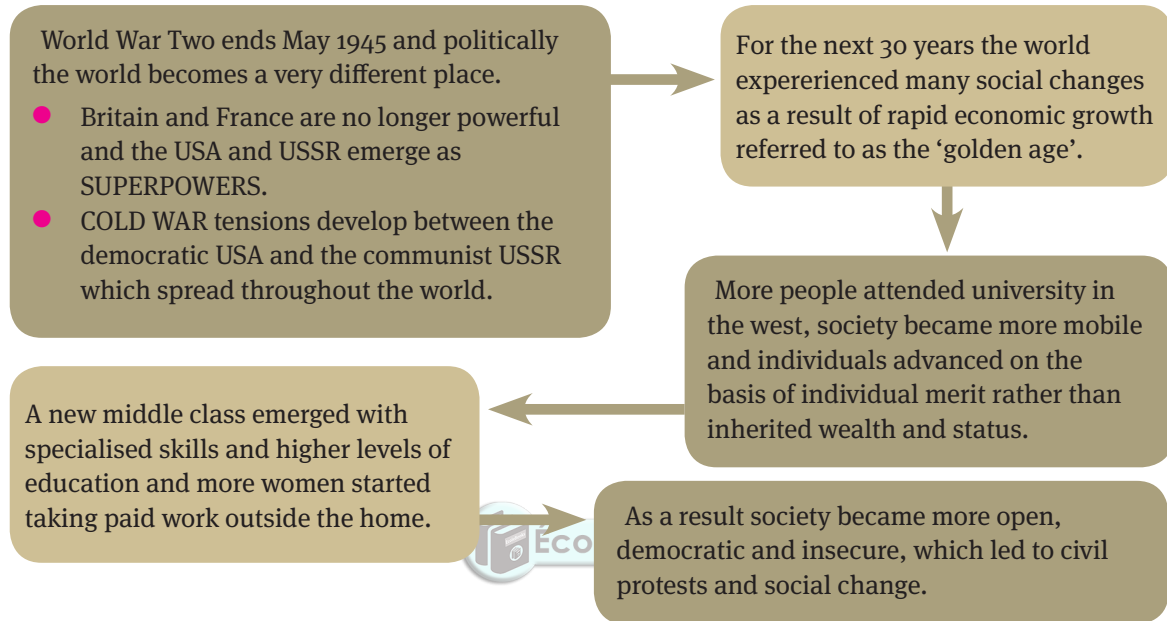 World War Two ends May 1945 and politically
the world becomes a very different place.
● Britain and France are no longer powerful
and the USA and USSR emerge as
SUPERPOWERS.
● COLD WAR tensions develop between the
democratic USA and the communist USSR
which spread throughout the world.
For the next 30 years the world
expererienced many social changes
as a result of rapid economic growth
referred to as the ‘golden age’.
More people attended university in
the west, society became more mobile
and individuals advanced on the
basis of individual merit rather than
inherited wealth and status.
A new middle class emerged with
specialised skills and higher levels of
education and more women started
taking paid work outside the home.
As a result society became more open,
democratic and insecure, which led to civil
protests and social change.